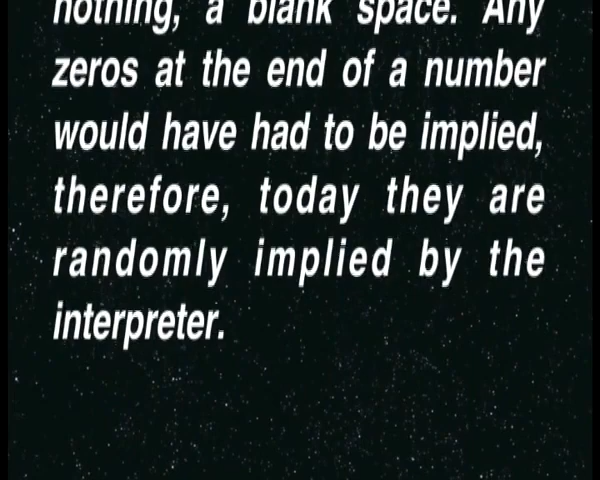 nothing, a blank space. Any
zeros at the end of a number
would have had to be implied,
therefore, today they are
randomly implied by the
interpreter.